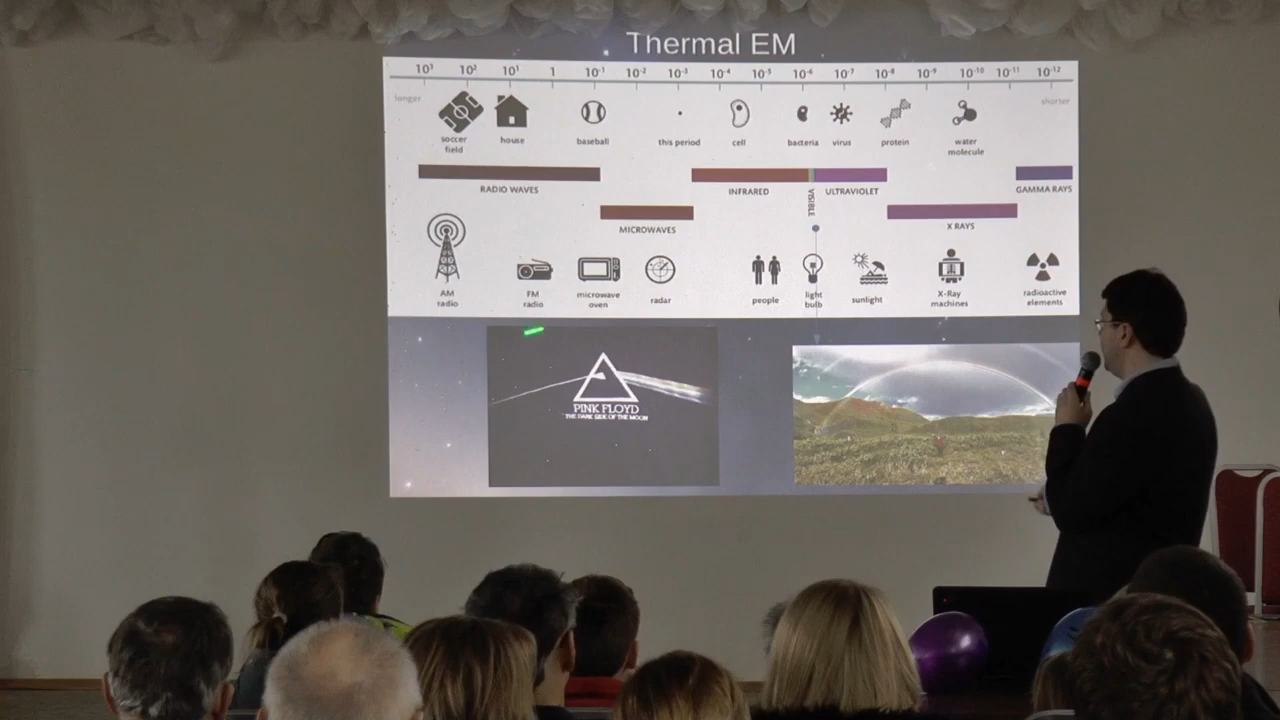 Thermal EM
10³ 10² 10¹ 1 10⁻¹ 10⁻² 10⁻³ 10⁻⁴ 10⁻⁵ 10⁻⁶ 10⁻⁷ 10⁻⁸ 10⁻⁹ 10⁻¹⁰ 10⁻¹¹ 10⁻¹²
longer shorter
soccer field
house
baseball
this period
cell
bacteria
virus
protein
water molecule
RADIO WAVES
INFRARED
VISIBLE
ULTRAVIOLET
GAMMA RAYS
MICROWAVES
X RAYS
AM radio
FM radio
microwave oven
radar
people
light bulb
sunlight
X-Ray machines
radioactive elements
PINK FLOYD
THE DARK SIDE OF THE MOON